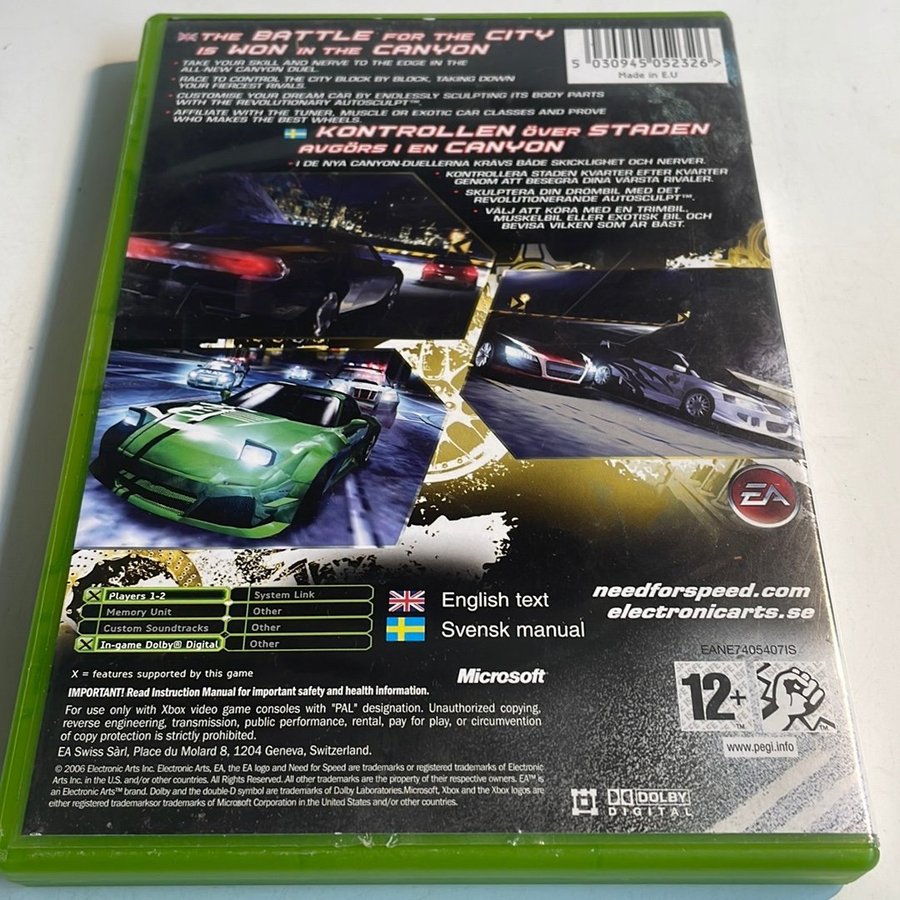 THE BATTLE FOR THE CITY
IS WON IN THE CANYON
• TAKE YOUR SKILL AND NERVE TO THE EDGE IN THE
ALL-NEW CANYON DUEL.
• RACE TO CONTROL THE CITY BLOCK BY BLOCK, TAKING DOWN
YOUR FIERCEST RIVALS.
• CUSTOMISE YOUR DREAM CAR BY ENDLESSLY SCULPTING ITS BODY PARTS
WITH THE REVOLUTIONARY AUTOSCULPT™.
• AFFILIATE WITH THE TUNER, MUSCLE OR EXOTIC CAR CLASSES AND PROVE
WHO MAKES THE BEST WHEELS.
5 030945 052326 >
Made in E.U
KONTROLLEN ÖVER STADEN
AVGÖRS I EN CANYON
• I DE NYA CANYON-DUELLERNA KRÄVS BÅDE SKICKLIGHET OCH NERVER.
• KONTROLLERA STADEN KVARTER EFTER KVARTER
GENOM ATT BESEGRA DINA VÄRSTA RIVALER.
• SKULPTERA DIN DRÖMBIL MED DET
REVOLUTIONERANDE AUTOSCULPT™.
• VÄLJ ATT KÖRA MED EN TRIMBIL,
MUSKELBIL ELLER EXOTISK BIL OCH
BEVISA VILKEN SOM ÄR BÄST.
EA
X Players 1-2
System Link
Memory Unit
Other
Custom Soundtracks
Other
X In-game Dolby® Digital
Other
English text
Svensk manual
needforspeed.com
electronicarts.se
EANE7405407IS
X = features supported by this game
Microsoft
IMPORTANT! Read Instruction Manual for important safety and health information.
For use only with Xbox video game consoles with "PAL" designation. Unauthorized copying,
reverse engineering, transmission, public performance, rental, pay for play, or circumvention
of copy protection is strictly prohibited.
EA Swiss Sàrl, Place du Molard 8, 1204 Geneva, Switzerland.
12+
www.pegi.info
© 2006 Electronic Arts Inc. Electronic Arts, EA, the EA logo and Need for Speed are trademarks or registered trademarks of Electronic
Arts Inc. in the U.S. and/or other countries. All Rights Reserved. All other trademarks are the property of their respective owners. EA™ is
an Electronic Arts™ brand. Dolby and the double-D symbol are trademarks of Dolby Laboratories.Microsoft, Xbox and the Xbox logos are
either registered trademarksor trademarks of Microsoft Corporation in the United States and/or other countries.
DOLBY
DIGITAL